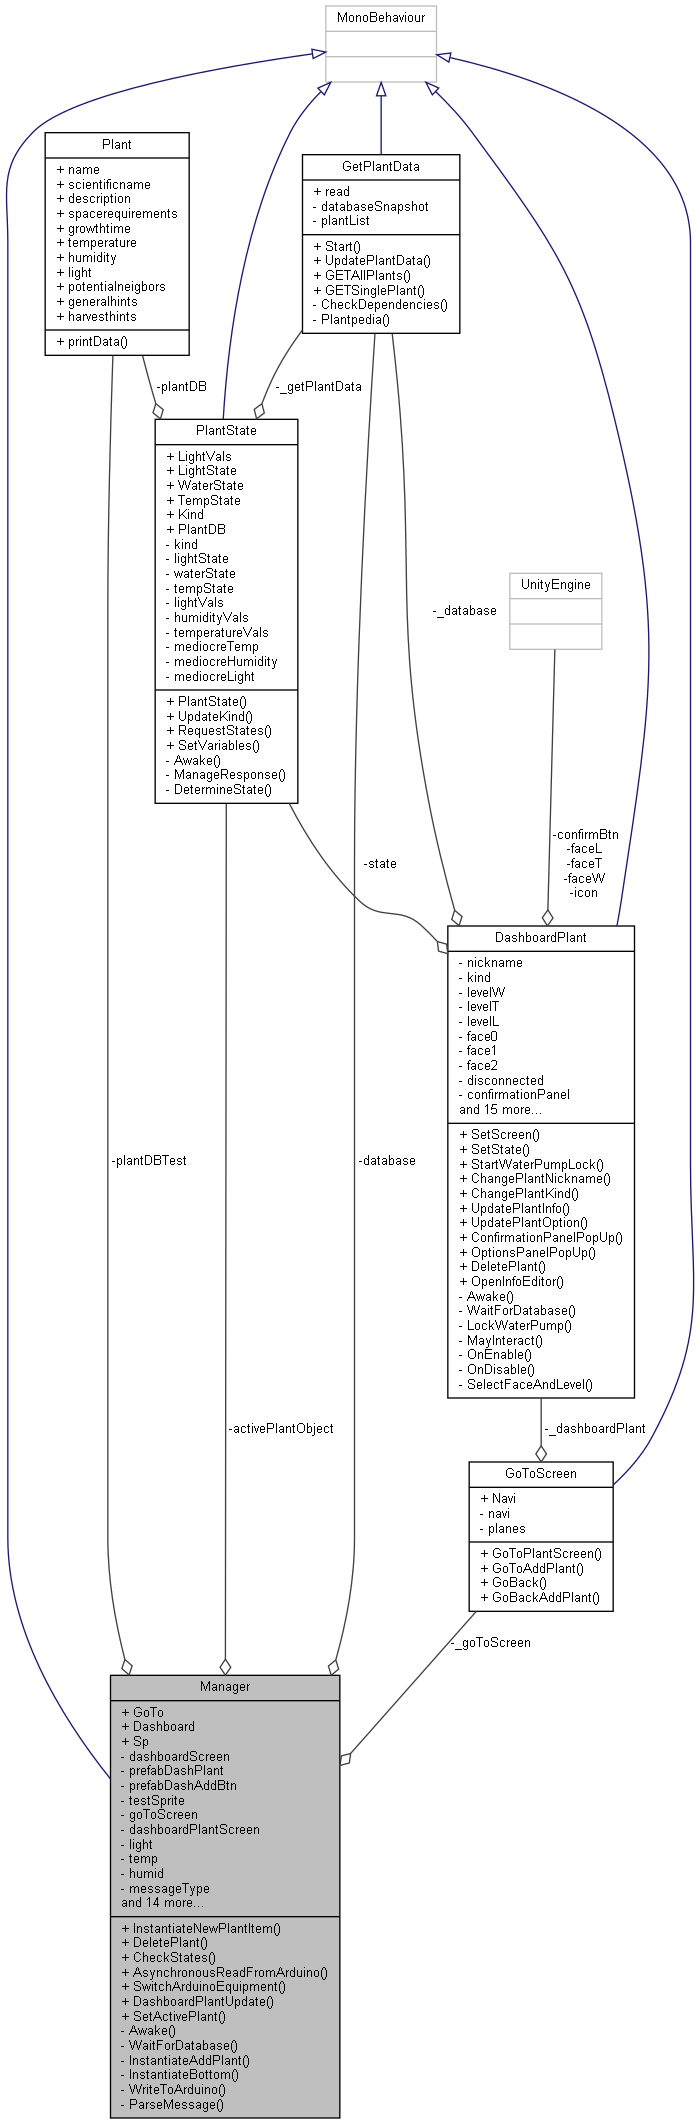 MonoBehaviour
Plant
+ name
+ scientificname
+ description
+ spacerequirements
+ growthtime
+ temperature
+ humidity
+ light
+ potentialneigbors
+ generalhints
+ harvesthints
+ printData()
GetPlantData
+ read
- databaseSnapshot
- plantList
+ Start()
+ UpdatePlantData()
+ GETAllPlants()
+ GETSinglePlant()
- CheckDependencies()
- Plantpedia()
-plantDB
-_getPlantData
PlantState
+ LightVals
+ LightState
+ WaterState
+ TempState
+ Kind
+ PlantDB
- kind
- lightState
- waterState
- tempState
- lightVals
- humidityVals
- temperatureVals
- mediocreTemp
- mediocreHumidity
- mediocreLight
+ PlantState()
+ UpdateKind()
+ RequestStates()
+ SetVariables()
- Awake()
- ManageResponse()
- DetermineState()
UnityEngine
-_database
-confirmBtn
-faceL
-faceT
-faceW
-icon
-state
DashboardPlant
- nickname
- kind
- levelW
- levelT
- levelL
- face0
- face1
- face2
- disconnected
- confirmationPanel
and 15 more...
+ SetScreen()
+ SetState()
+ StartWaterPumpLock()
+ ChangePlantNickname()
+ ChangePlantKind()
+ UpdatePlantInfo()
+ UpdatePlantOption()
+ ConfirmationPanelPopUp()
+ OptionsPanelPopUp()
+ DeletePlant()
+ OpenInfoEditor()
- Awake()
- WaitForDatabase()
- LockWaterPump()
- MayInteract()
- OnEnable()
- OnDisable()
- SelectFaceAndLevel()
-plantDBTest
-database
-activePlantObject
-_dashboardPlant
GoToScreen
+ Navi
- navi
- planes
+ GoToPlantScreen()
+ GoToAddPlant()
+ GoBack()
+ GoBackAddPlant()
-_goToScreen
Manager
+ GoTo
+ Dashboard
+ Sp
- dashboardScreen
- prefabDashPlant
- prefabDashAddBtn
- testSprite
- goToScreen
- dashboardPlantScreen
- light
- temp
- humid
- messageType
and 14 more...
+ InstantiateNewPlantItem()
+ DeletePlant()
+ CheckStates()
+ AsynchronousReadFromArduino()
+ SwitchArduinoEquipment()
+ DashboardPlantUpdate()
+ SetActivePlant()
- Awake()
- WaitForDatabase()
- InstantiateAddPlant()
- InstantiateBottom()
- WriteToArduino()
- ParseMessage()